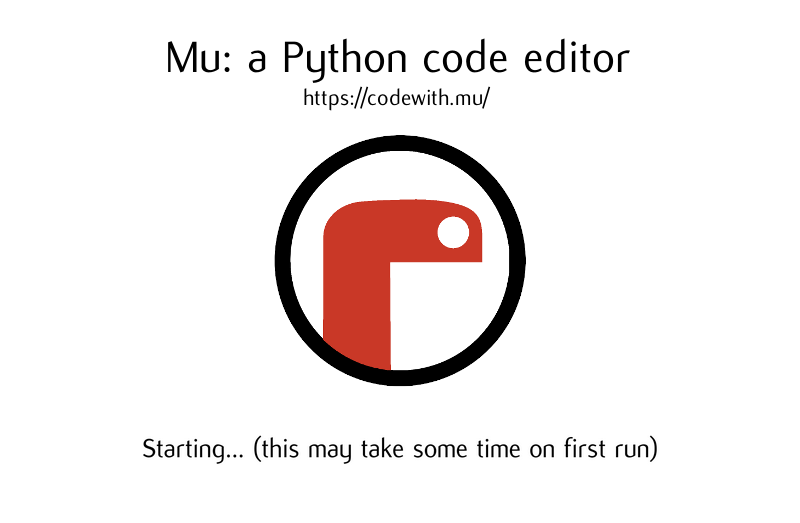 Mu: a Python code editor
https://codewith.mu/
Starting... (this may take some time on first run)